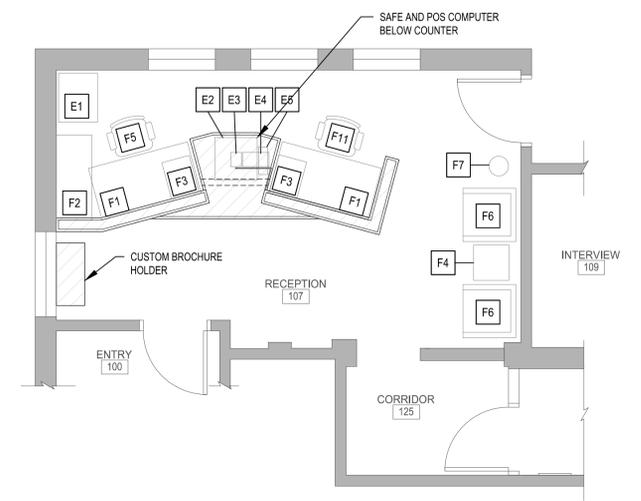 SAFE AND POS COMPUTER
BELOW COUNTER
E1
E2
E3
E4
E5
F5
F11
F7
F2
F1
F3
F3
F1
F6
F4
F6
CUSTOM BROCHURE
HOLDER
RECEPTION
107
INTERVIEW
109
ENTRY
100
CORRIDOR
125